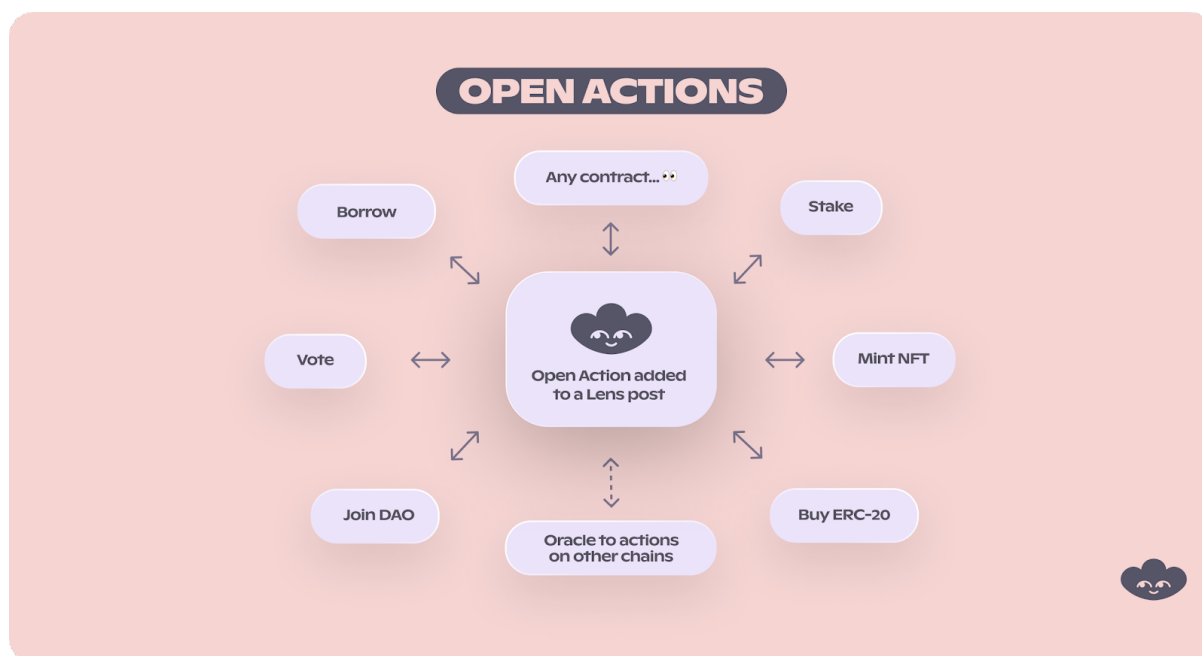 OPEN ACTIONS
Any contract...👀
Borrow
Stake
Open Action added
to a Lens post
Vote
Mint NFT
Join DAO
Buy ERC-20
Oracle to actions
on other chains